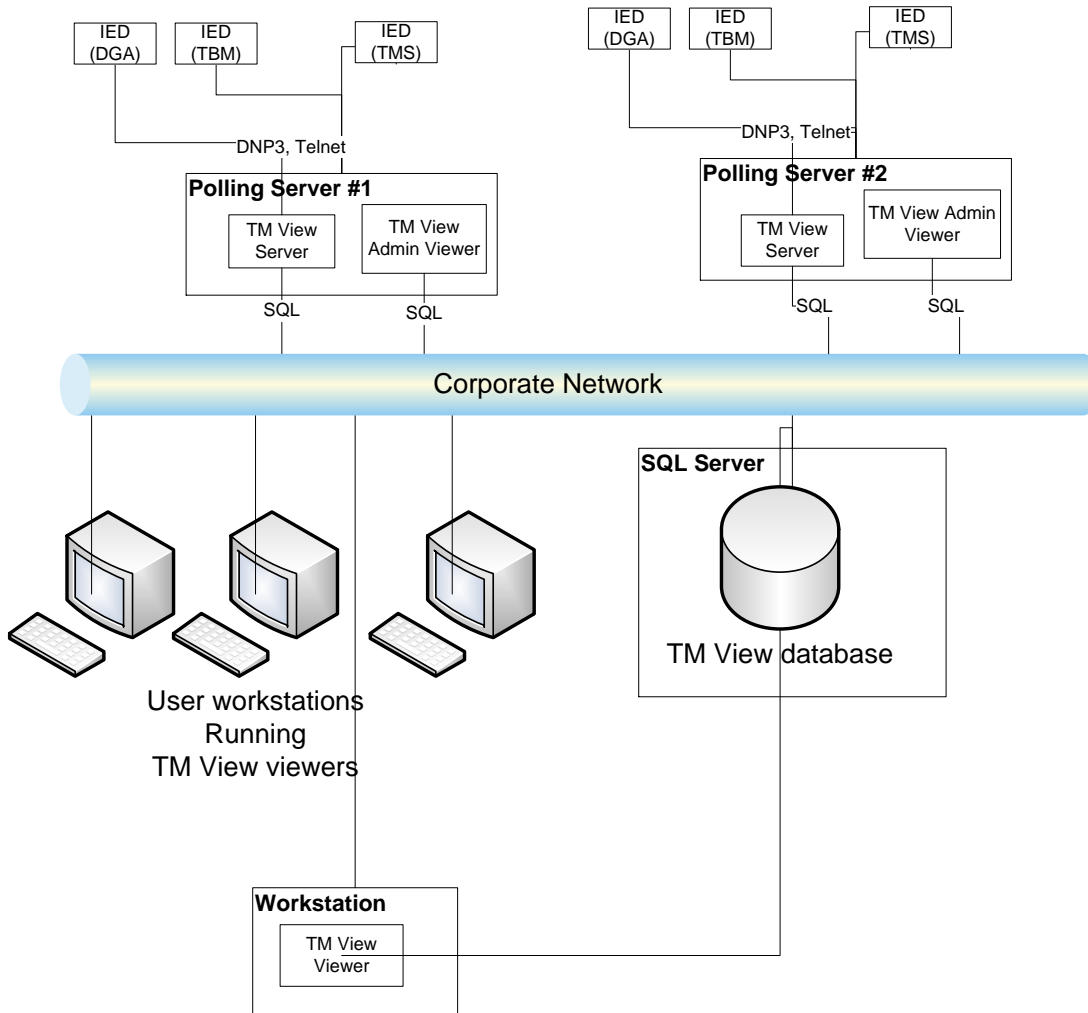 IED
(DGA)
IED
(TBM)
IED
(TMS)
IED
(DGA)
IED
(TBM)
IED
(TMS)
DNP3, Telnet
DNP3, Telnet
Polling Server #1
TM View
Server
TM View
Admin Viewer
Polling Server #2
TM View
Server
TM View Admin
Viewer
SQL
SQL
SQL
SQL
Corporate Network
SQL Server
TM View database
User workstations
Running
TM View viewers
Workstation
TM View
Viewer